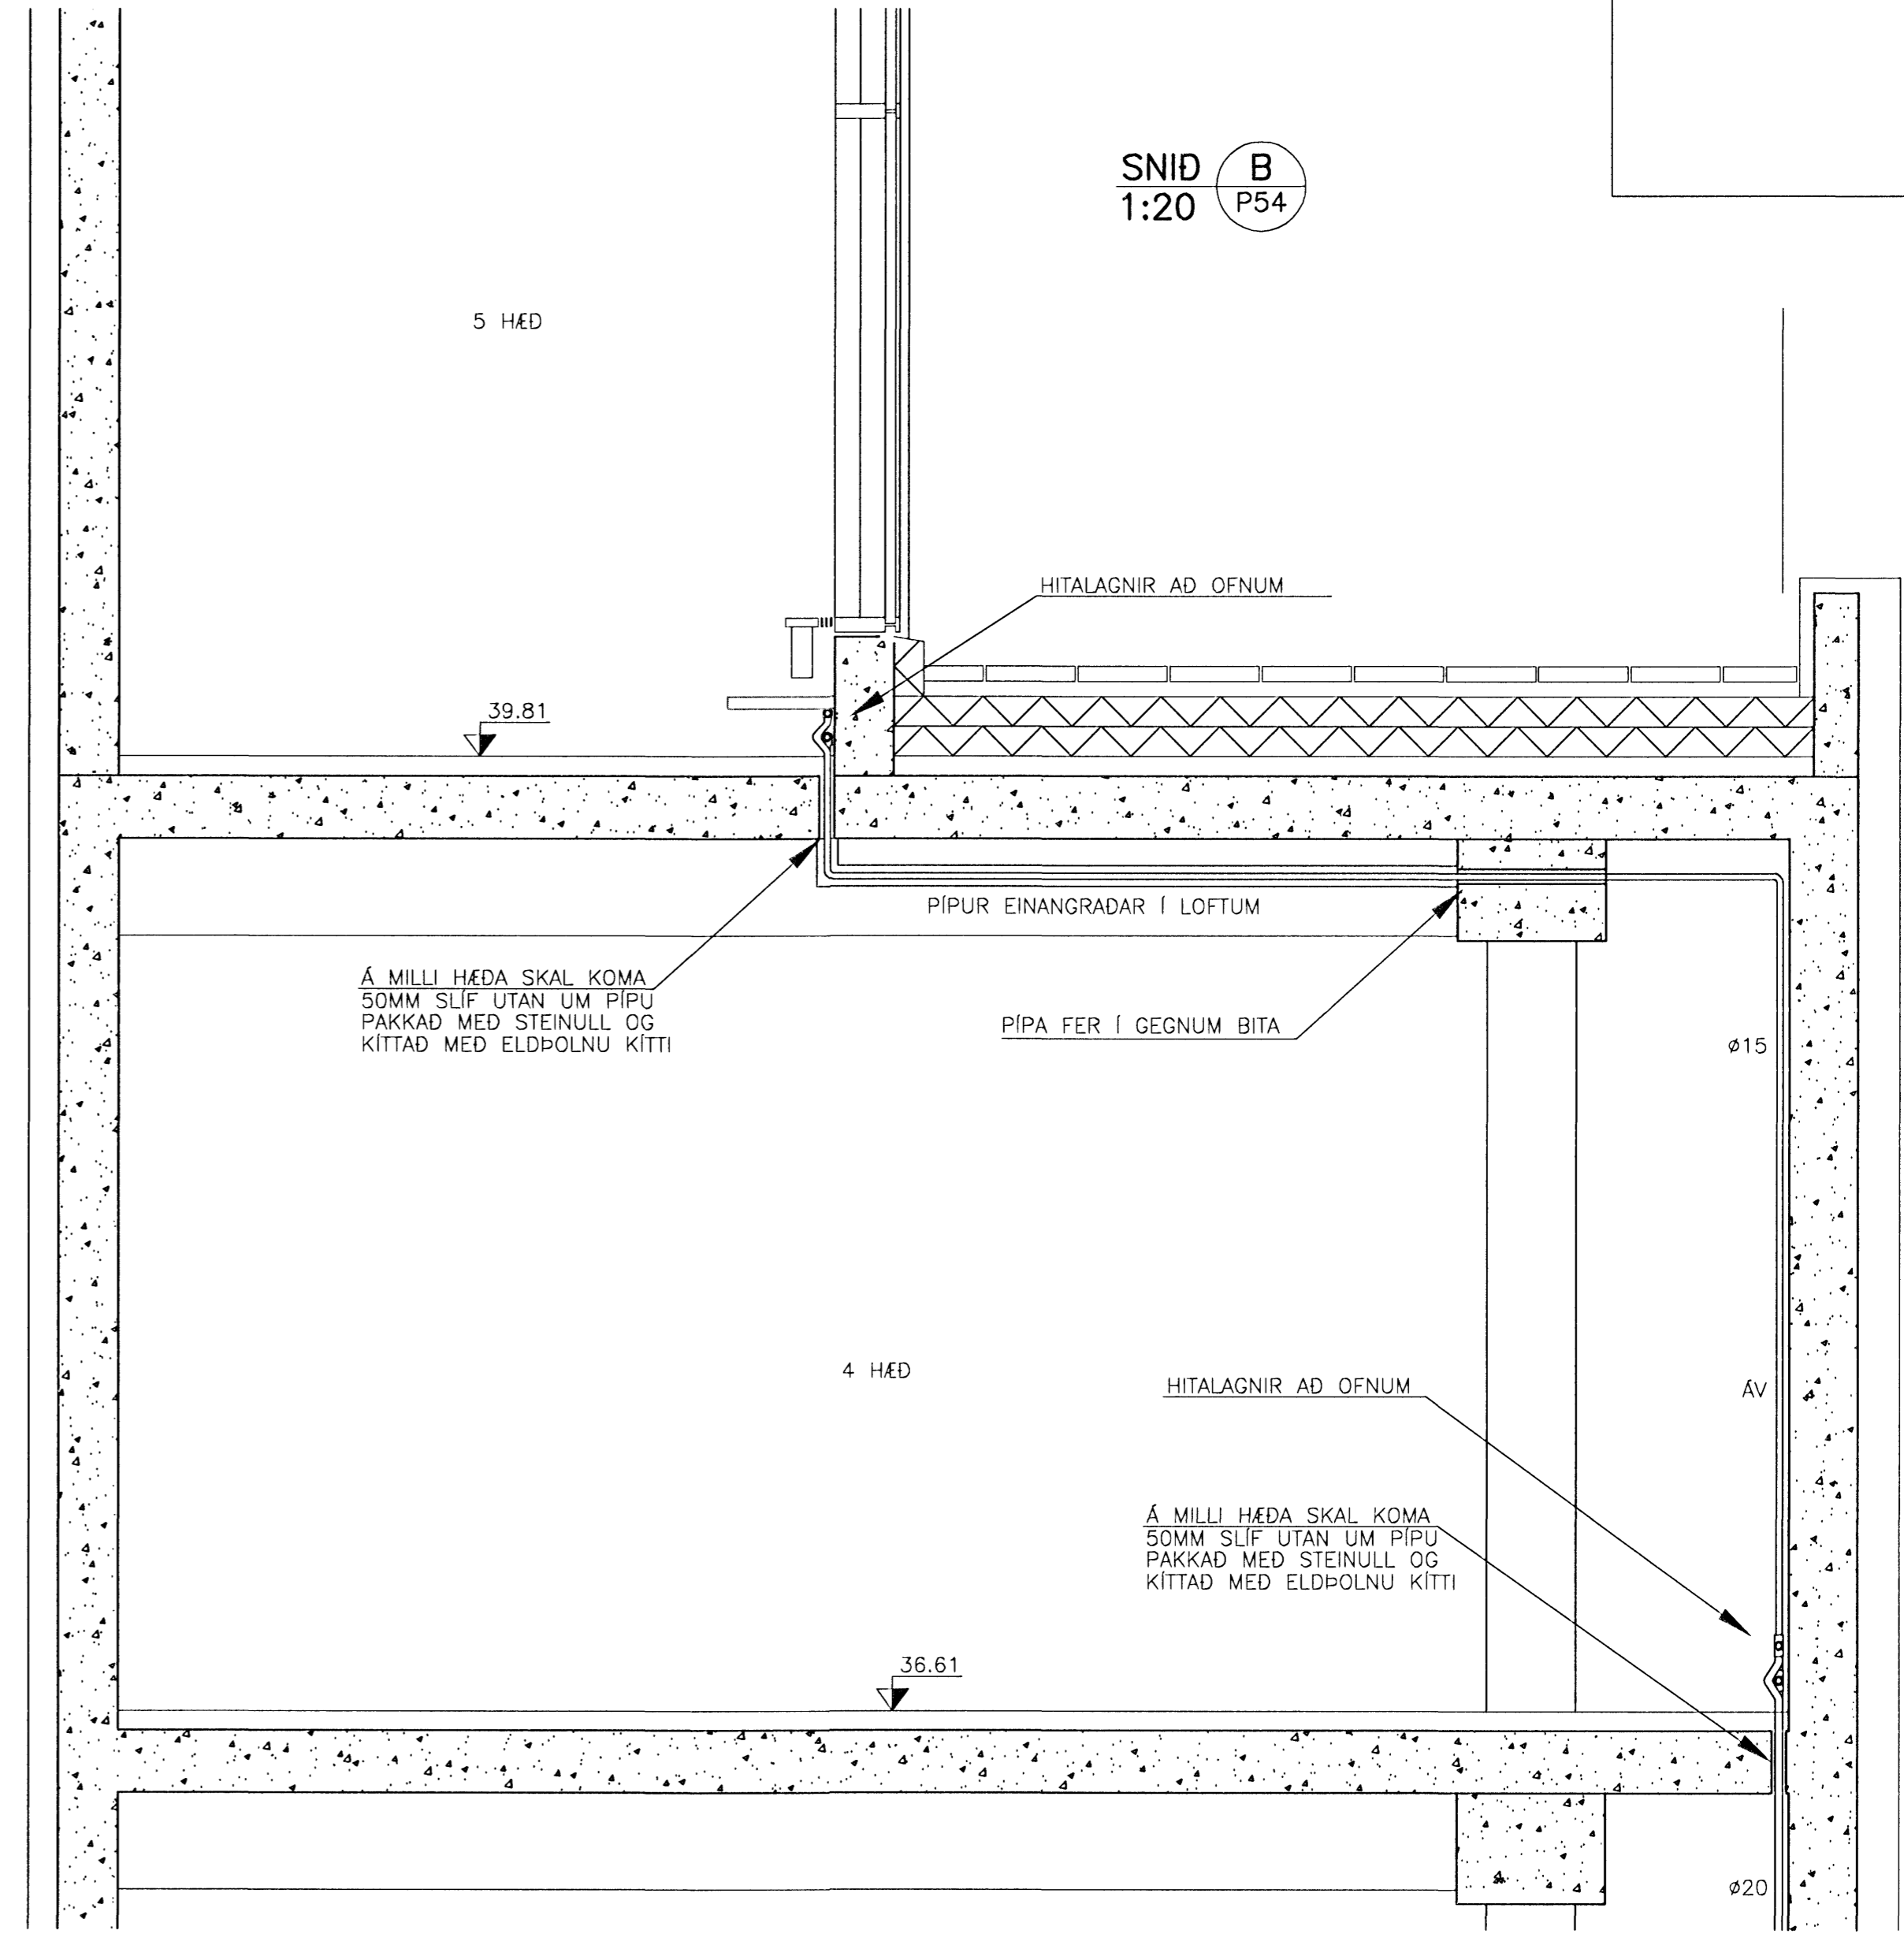 SNIÐ B
1:20 P54
5 HÆÐ
HITALAGNIR AÐ OFNUM
39.81
PÍPUR EINANGRAÐAR Í LOFTUM
Á MILLI HÆÐA SKAL KOMA
50MM SLÍF UTAN UM PÍPU
PAKKAÐ MEÐ STEINULL OG
KÍTTAÐ MEÐ ELDÞOLNU KÍTTI
PÍPA FER Í GEGNUM BITA
ø15
4 HÆÐ
HITALAGNIR AÐ OFNUM
ÁV
Á MILLI HÆÐA SKAL KOMA
50MM SLÍF UTAN UM PÍPU
PAKKAÐ MEÐ STEINULL OG
KÍTTAÐ MEÐ ELDÞOLNU KÍTTI
36.61
ø20